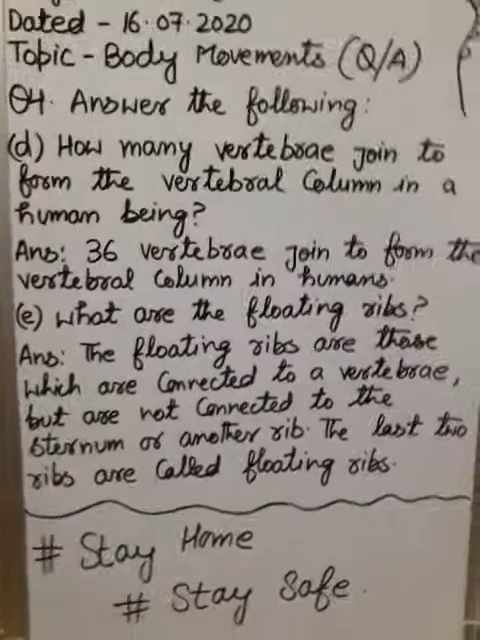 Dated - 16.07.2020
Topic - Body Movements (Q/A)
Q4. Answer the following:
(d) How many vertebrae join to
form the vertebral Column in a
human being?
Ans: 36 vertebrae join to form the
vertebral Column in humans.
(e) What are the floating ribs?
Ans: The floating ribs are those
which are Connected to a vertebrae,
but are not Connected to the
sternum or another rib. The last two
ribs are Called floating ribs.
# Stay Home
# Stay Safe.